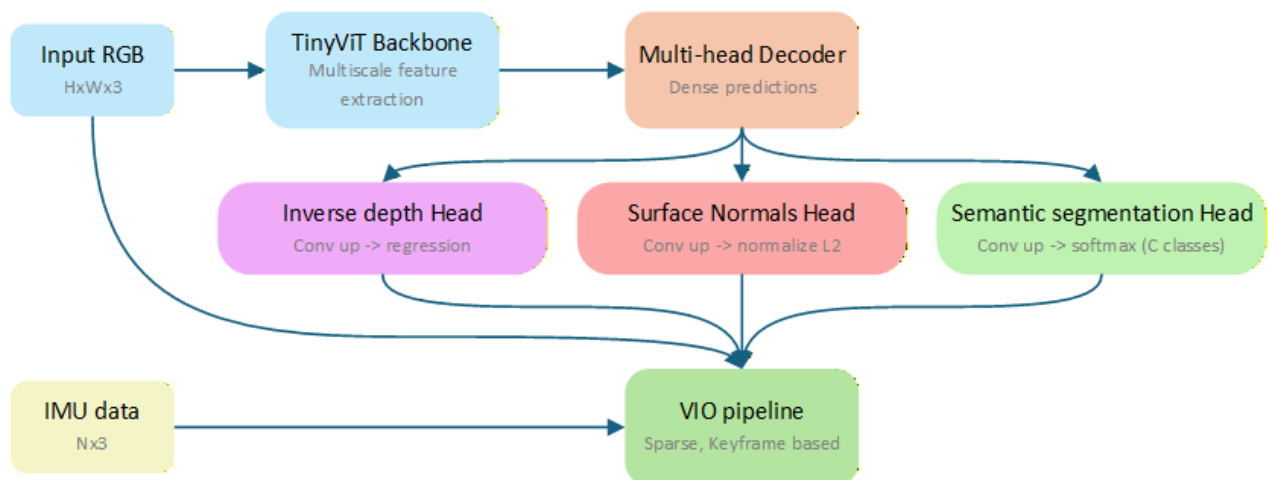 Input RGB
HxWx3
TinyViT Backbone
Multiscale feature
extraction
Multi-head Decoder
Dense predictions
Inverse depth Head
Conv up -> regression
Surface Normals Head
Conv up -> normalize L2
Semantic segmentation Head
Conv up -> softmax (C classes)
IMU data
Nx3
VIO pipeline
Sparse, Keyframe based